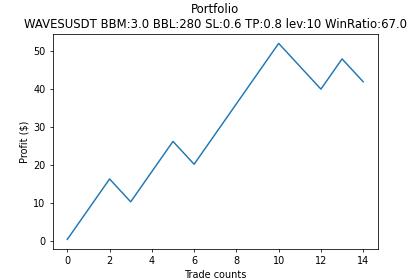 Portfolio
WAVESUSDT BBM:3.0 BBL:280 SL:0.6 TP:0.8 lev:10 WinRatio:67.0
50
40
30
20
10
0
Profit ($)
0 2 4 6 8 10 12 14
Trade counts